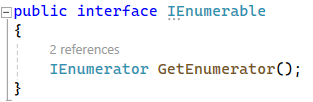 public interface IEnumerable
{
2 references
IEnumerator GetEnumerator();
}